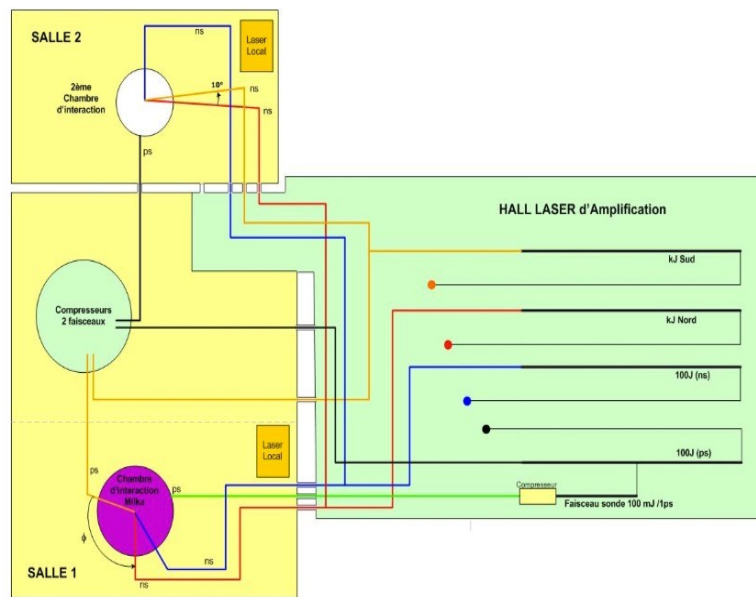 SALLE 2
ns
Laser
Local
2ème
Chambre
d'interaction
10°
ns
ns
ps
HALL LASER d'Amplification
kJ Sud
Compresseurs
2 faisceaux
kJ Nord
100J (ns)
100J (ps)
Laser
Local
ps
Chambre
d'interaction
Milka
ps
Compresseur
Faisceau sonde 100 mJ /1ps
ϕ
ns
SALLE 1
ns